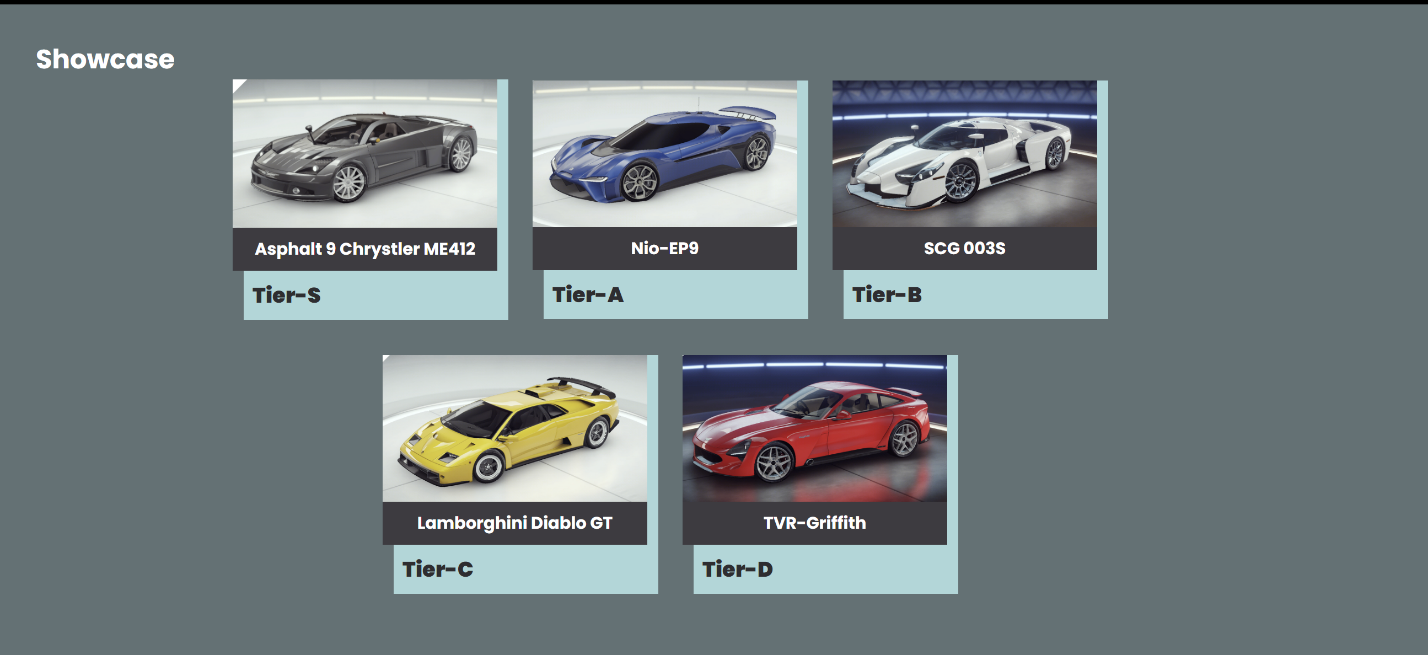 Showcase
Asphalt 9 Chrystler ME412
Nio-EP9
SCG 003S
Tier-S
Tier-A
Tier-B
Lamborghini Diablo GT
TVR-Griffith
Tier-C
Tier-D